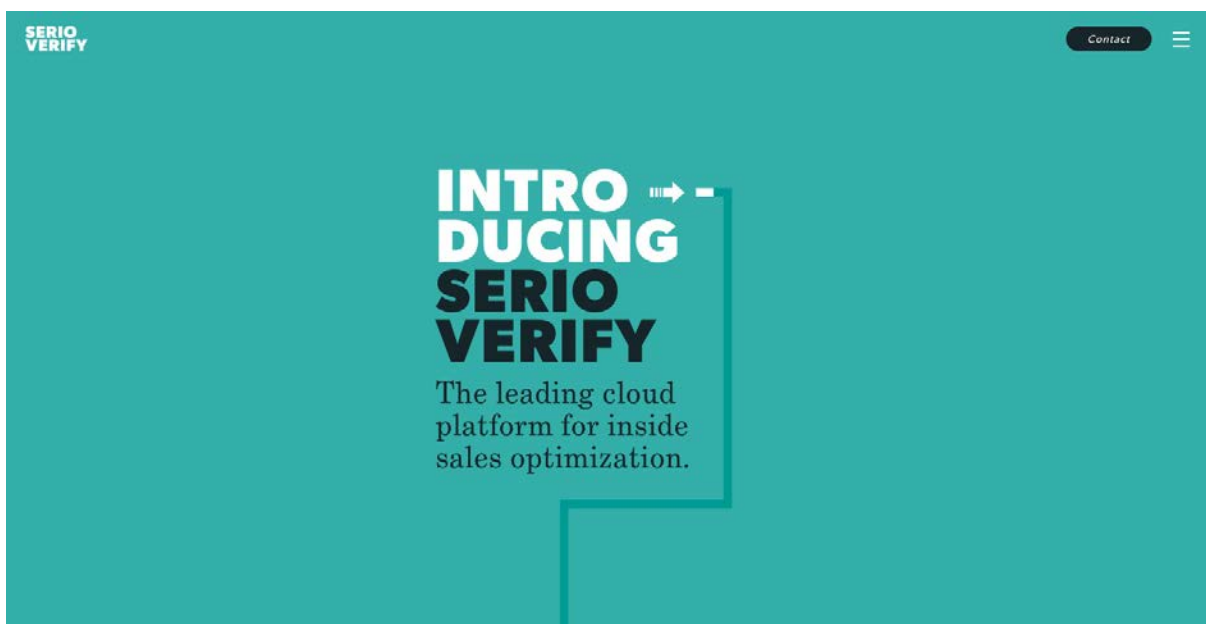 SERIO
VERIFY
Contact
INTRO
DUCING
SERIO
VERIFY
The leading cloud
platform for inside
sales optimization.